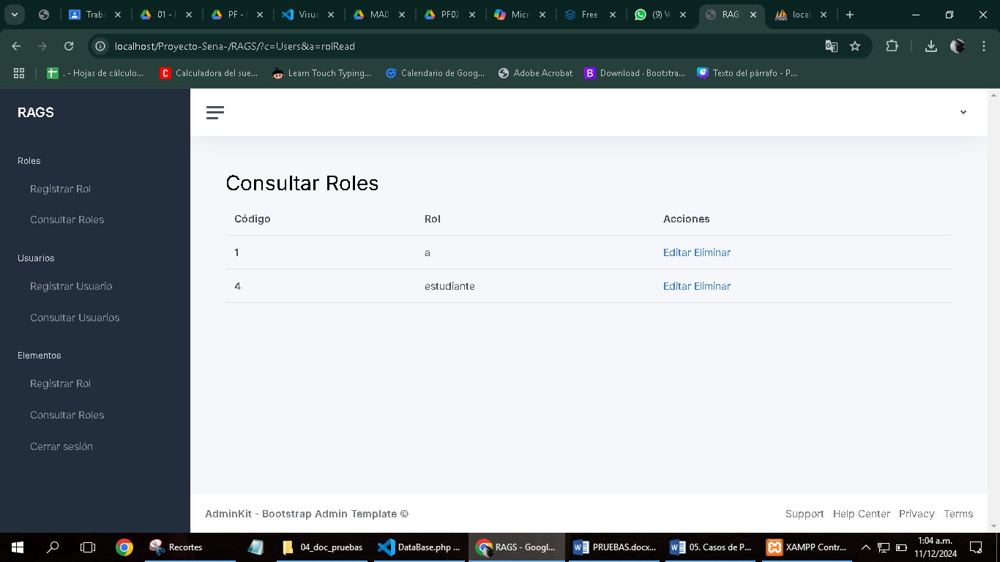 Traba
01 -
PF -
Visua
MA0
PF02
Micr
Free
(9) V
RAG
local
localhost/Proyecto-Sena-/RAGS/?c=Users&a=rolRead
. - Hojas de cálculo...
Calculadora del sue...
Learn Touch Typing...
Calendario de Goog...
Adobe Acrobat
Download · Bootstra...
Texto del párrafo - P...
RAGS
Roles
Registrar Rol
Consultar Roles
Usuarios
Registrar Usuario
Consultar Usuarios
Elementos
Registrar Rol
Consultar Roles
Cerrar sesión
Consultar Roles
Código Rol Acciones
1 a Editar Eliminar
4 estudiante Editar Eliminar
AdminKit - Bootstrap Admin Template ©
Support Help Center Privacy Terms
Recortes
04_doc_pruebas
DataBase.php ...
RAGS - Googl...
PRUEBAS.docx...
05. Casos de P...
XAMPP Contr...
1:04 a.m.
11/12/2024